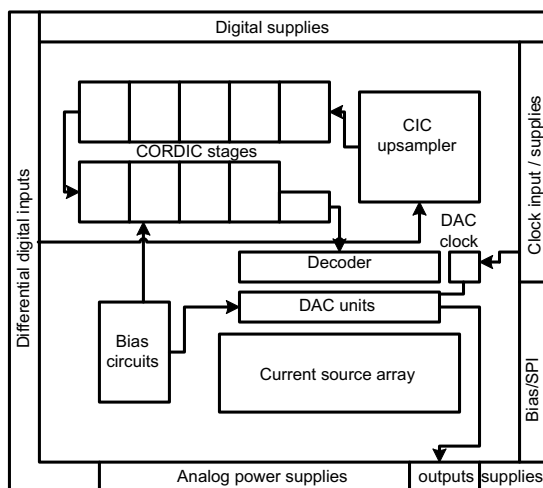 Digital supplies
Differential digital inputs
CORDIC stages
CIC
upsampler
Clock input / supplies
DAC
clock
Decoder
DAC units
Bias
circuits
Current source array
Bias/SPI
Analog power supplies
outputs
supplies